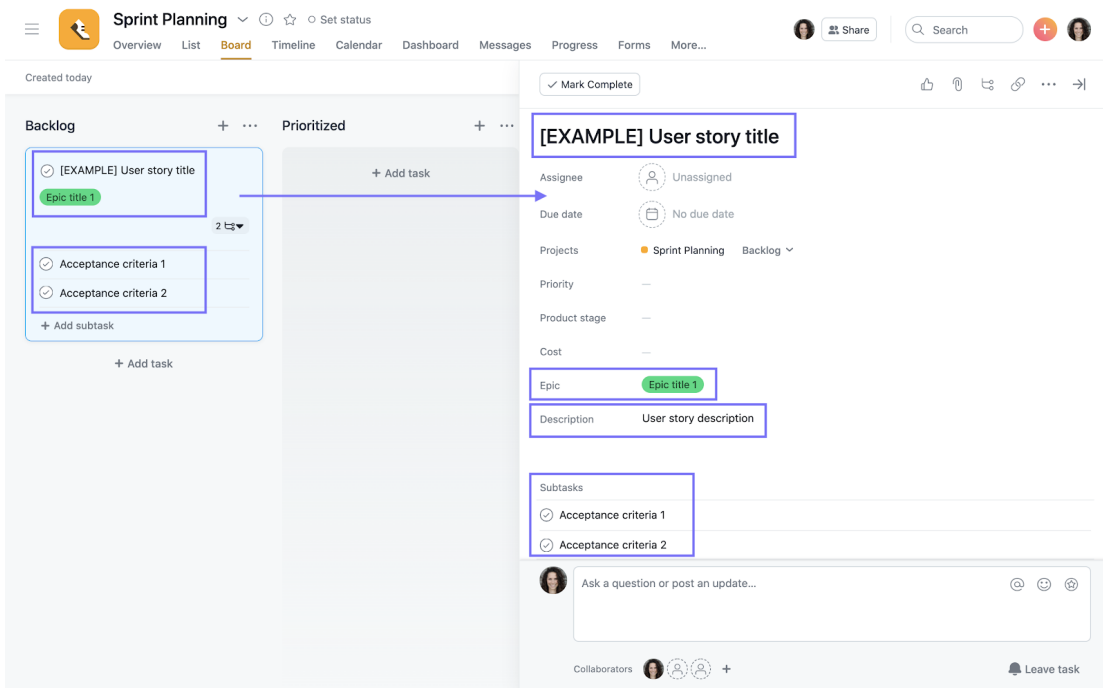 Sprint Planning
Set status
Share
Search
Overview List Board Timeline Calendar Dashboard Messages Progress Forms More...
Created today
Backlog
[EXAMPLE] User story title
Epic title 1
2
Acceptance criteria 1
Acceptance criteria 2
+ Add subtask
+ Add task
Prioritized
+ Add task
Mark Complete
[EXAMPLE] User story title
Assignee Unassigned
Due date No due date
Projects Sprint Planning Backlog
Priority —
Product stage —
Cost —
Epic Epic title 1
Description User story description
Subtasks
Acceptance criteria 1
Acceptance criteria 2
Ask a question or post an update...
Collaborators
Leave task